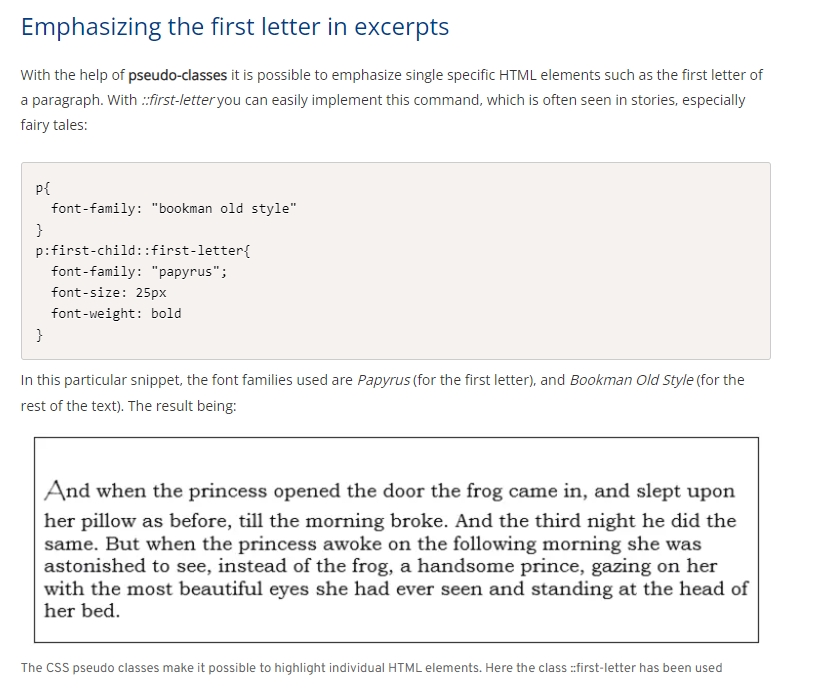 Emphasizing the first letter in excerpts
With the help of pseudo-classes it is possible to emphasize single specific HTML elements such as the first letter of
a paragraph. With ::first-letter you can easily implement this command, which is often seen in stories, especially
fairy tales:
p{
  font-family: "bookman old style"
}
p:first-child::first-letter{
  font-family: "papyrus";
  font-size: 25px
  font-weight: bold
}
In this particular snippet, the font families used are Papyrus (for the first letter), and Bookman Old Style (for the
rest of the text). The result being:
And when the princess opened the door the frog came in, and slept upon
her pillow as before, till the morning broke. And the third night he did the
same. But when the princess awoke on the following morning she was
astonished to see, instead of the frog, a handsome prince, gazing on her
with the most beautiful eyes she had ever seen and standing at the head of
her bed.
The CSS pseudo classes make it possible to highlight individual HTML elements. Here the class ::first-letter has been used